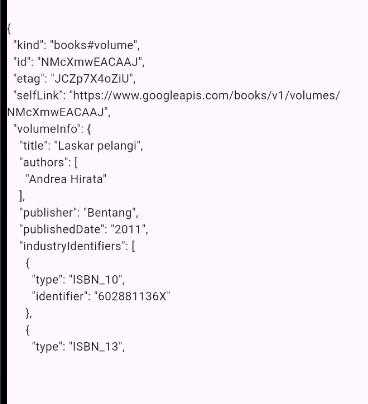 {
"kind": "books#volume",
"id": "NMcXmwEACAAJ",
"etag": "JCZp7X4oZiU",
"selfLink": "https://www.googleapis.com/books/v1/volumes/
NMcXmwEACAAJ",
"volumeInfo": {
"title": "Laskar pelangi",
"authors": [
"Andrea Hirata"
],
"publisher": "Bentang",
"publishedDate": "2011",
"industryIdentifiers": [
{
"type": "ISBN_10",
"identifier": "602881136X"
},
{
"type": "ISBN_13",